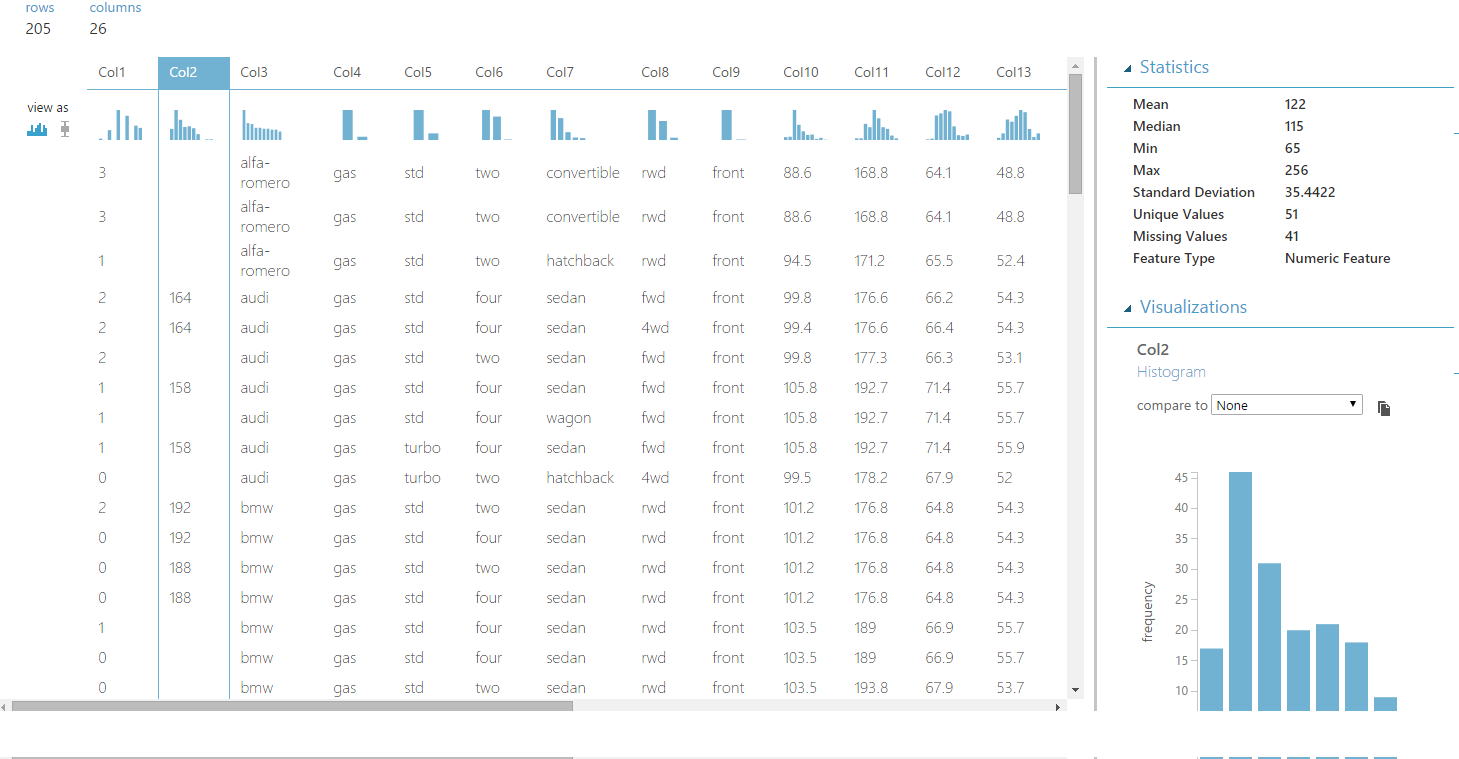 rows columns
205 26
Col1 Col2 Col3 Col4 Col5 Col6 Col7 Col8 Col9 Col10 Col11 Col12 Col13
view as
3 alfa-romero gas std two convertible rwd front 88.6 168.8 64.1 48.8
3 alfa-romero gas std two convertible rwd front 88.6 168.8 64.1 48.8
1 alfa-romero gas std two hatchback rwd front 94.5 171.2 65.5 52.4
2 164 audi gas std four sedan fwd front 99.8 176.6 66.2 54.3
2 164 audi gas std four sedan 4wd front 99.4 176.6 66.4 54.3
2 audi gas std two sedan fwd front 99.8 177.3 66.3 53.1
1 158 audi gas std four sedan fwd front 105.8 192.7 71.4 55.7
1 audi gas std four wagon fwd front 105.8 192.7 71.4 55.7
1 158 audi gas turbo four sedan fwd front 105.8 192.7 71.4 55.9
0 audi gas turbo two hatchback 4wd front 99.5 178.2 67.9 52
2 192 bmw gas std two sedan rwd front 101.2 176.8 64.8 54.3
0 192 bmw gas std four sedan rwd front 101.2 176.8 64.8 54.3
0 188 bmw gas std two sedan rwd front 101.2 176.8 64.8 54.3
0 188 bmw gas std four sedan rwd front 101.2 176.8 64.8 54.3
1 bmw gas std four sedan rwd front 103.5 189 66.9 55.7
0 bmw gas std four sedan rwd front 103.5 189 66.9 55.7
0 bmw gas std two sedan rwd front 103.5 193.8 67.9 53.7
Statistics
Mean 122
Median 115
Min 65
Max 256
Standard Deviation 35.4422
Unique Values 51
Missing Values 41
Feature Type Numeric Feature
Visualizations
Col2
Histogram
compare to None
45
40
35
30
25
20
15
10
frequency